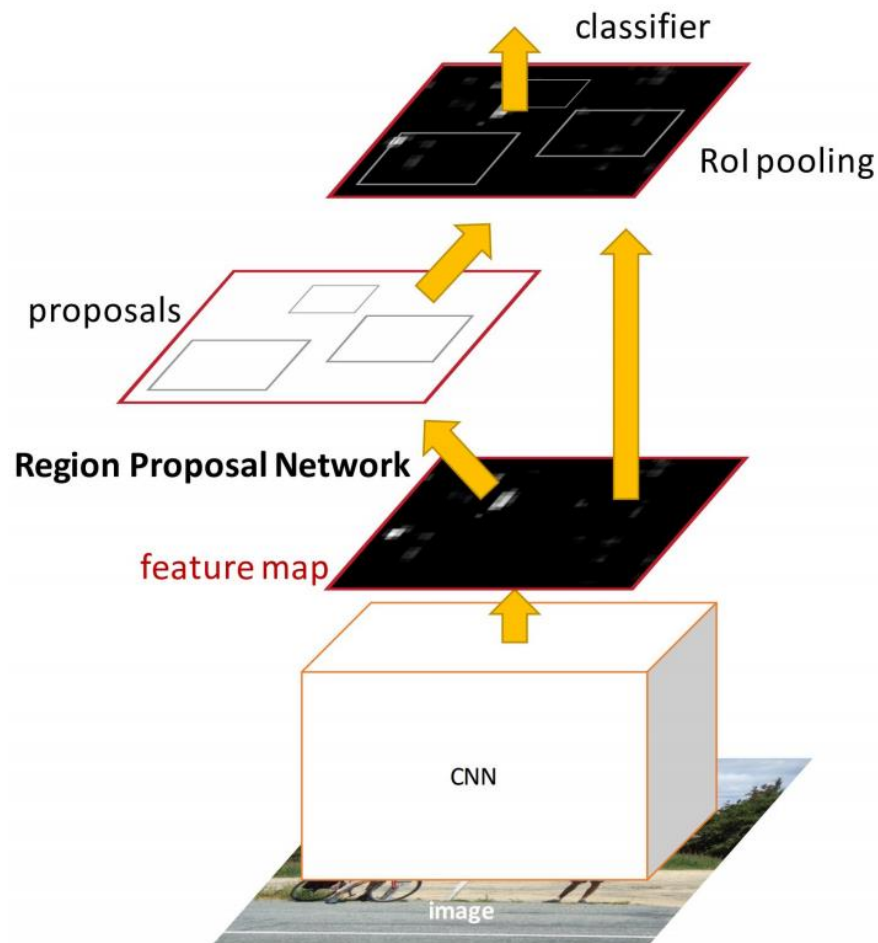 classifier
RoI pooling
proposals
Region Proposal Network
feature map
CNN
image